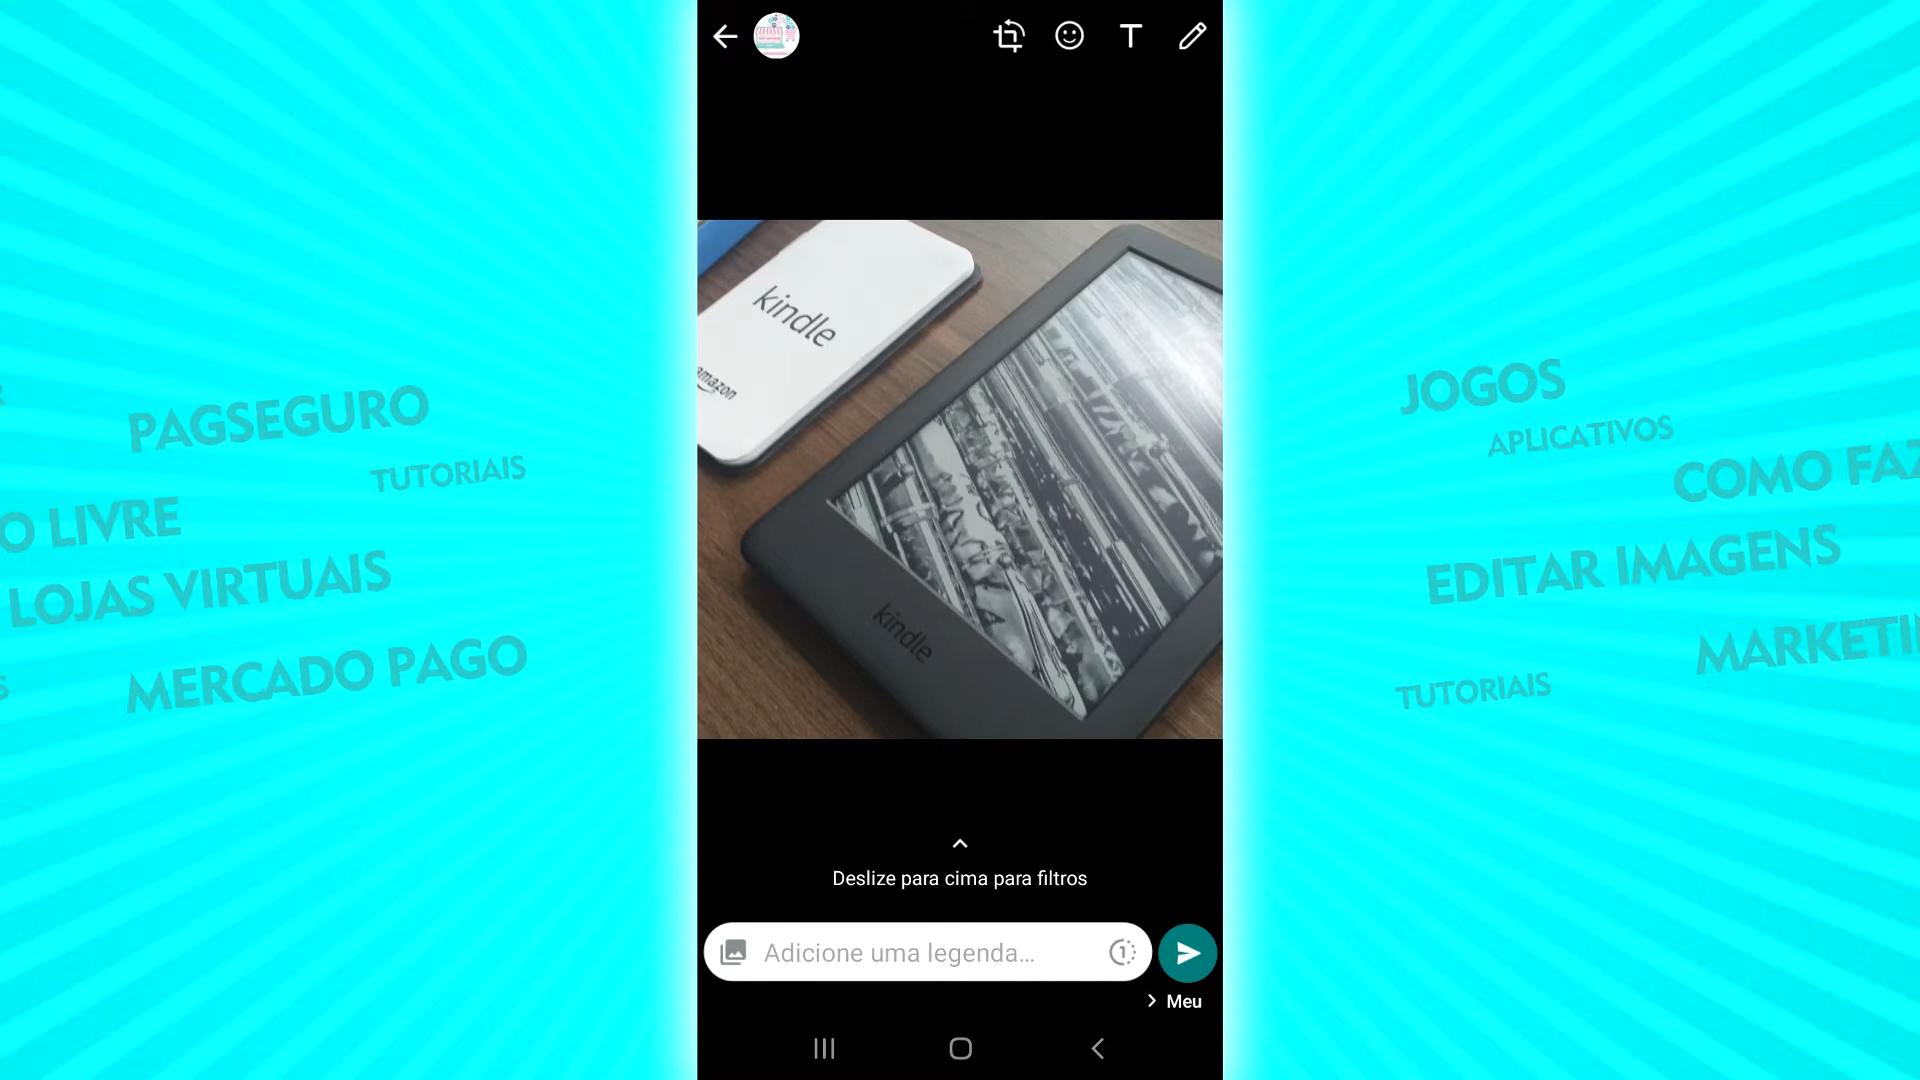 PAGSEGURO
TUTORIAIS
O LIVRE
LOJAS VIRTUAIS
MERCADO PAGO
T
kindle
amazon
kindle
Deslize para cima para filtros
Adicione uma legenda...
1
Meu
JOGOS
APLICATIVOS
COMO FAZ
EDITAR IMAGENS
MARKETI
TUTORIAIS